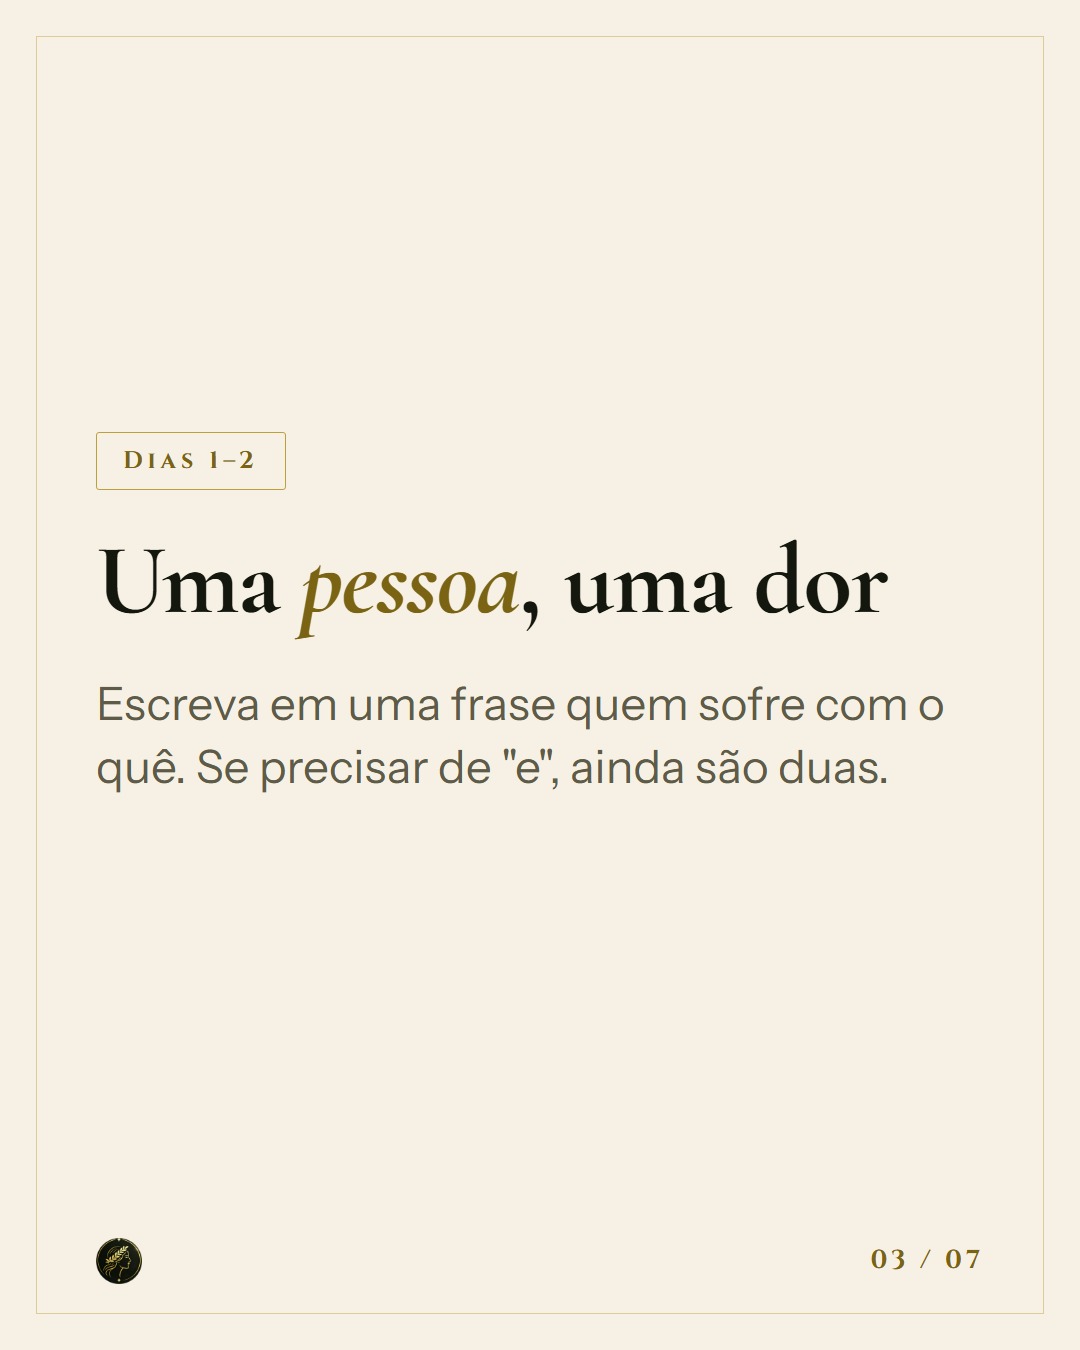 Dias 1–2
Uma pessoa, uma dor
Escreva em uma frase quem sofre com o
quê. Se precisar de "e", ainda são duas.
03 / 07